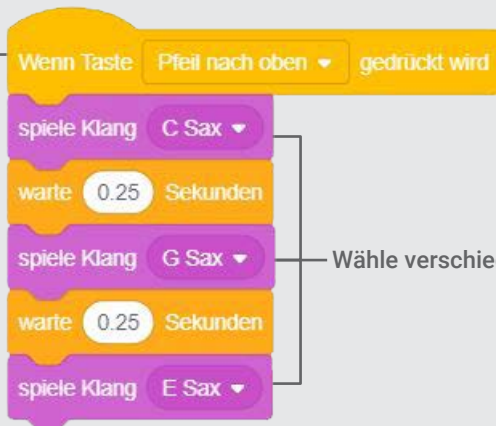 Wenn Taste Pfeil nach oben gedrückt wird
spiele Klang C Sax
warte 0.25 Sekunden
spiele Klang G Sax
Wähle
warte 0.25 Sekunden
spiele Klang E Sax